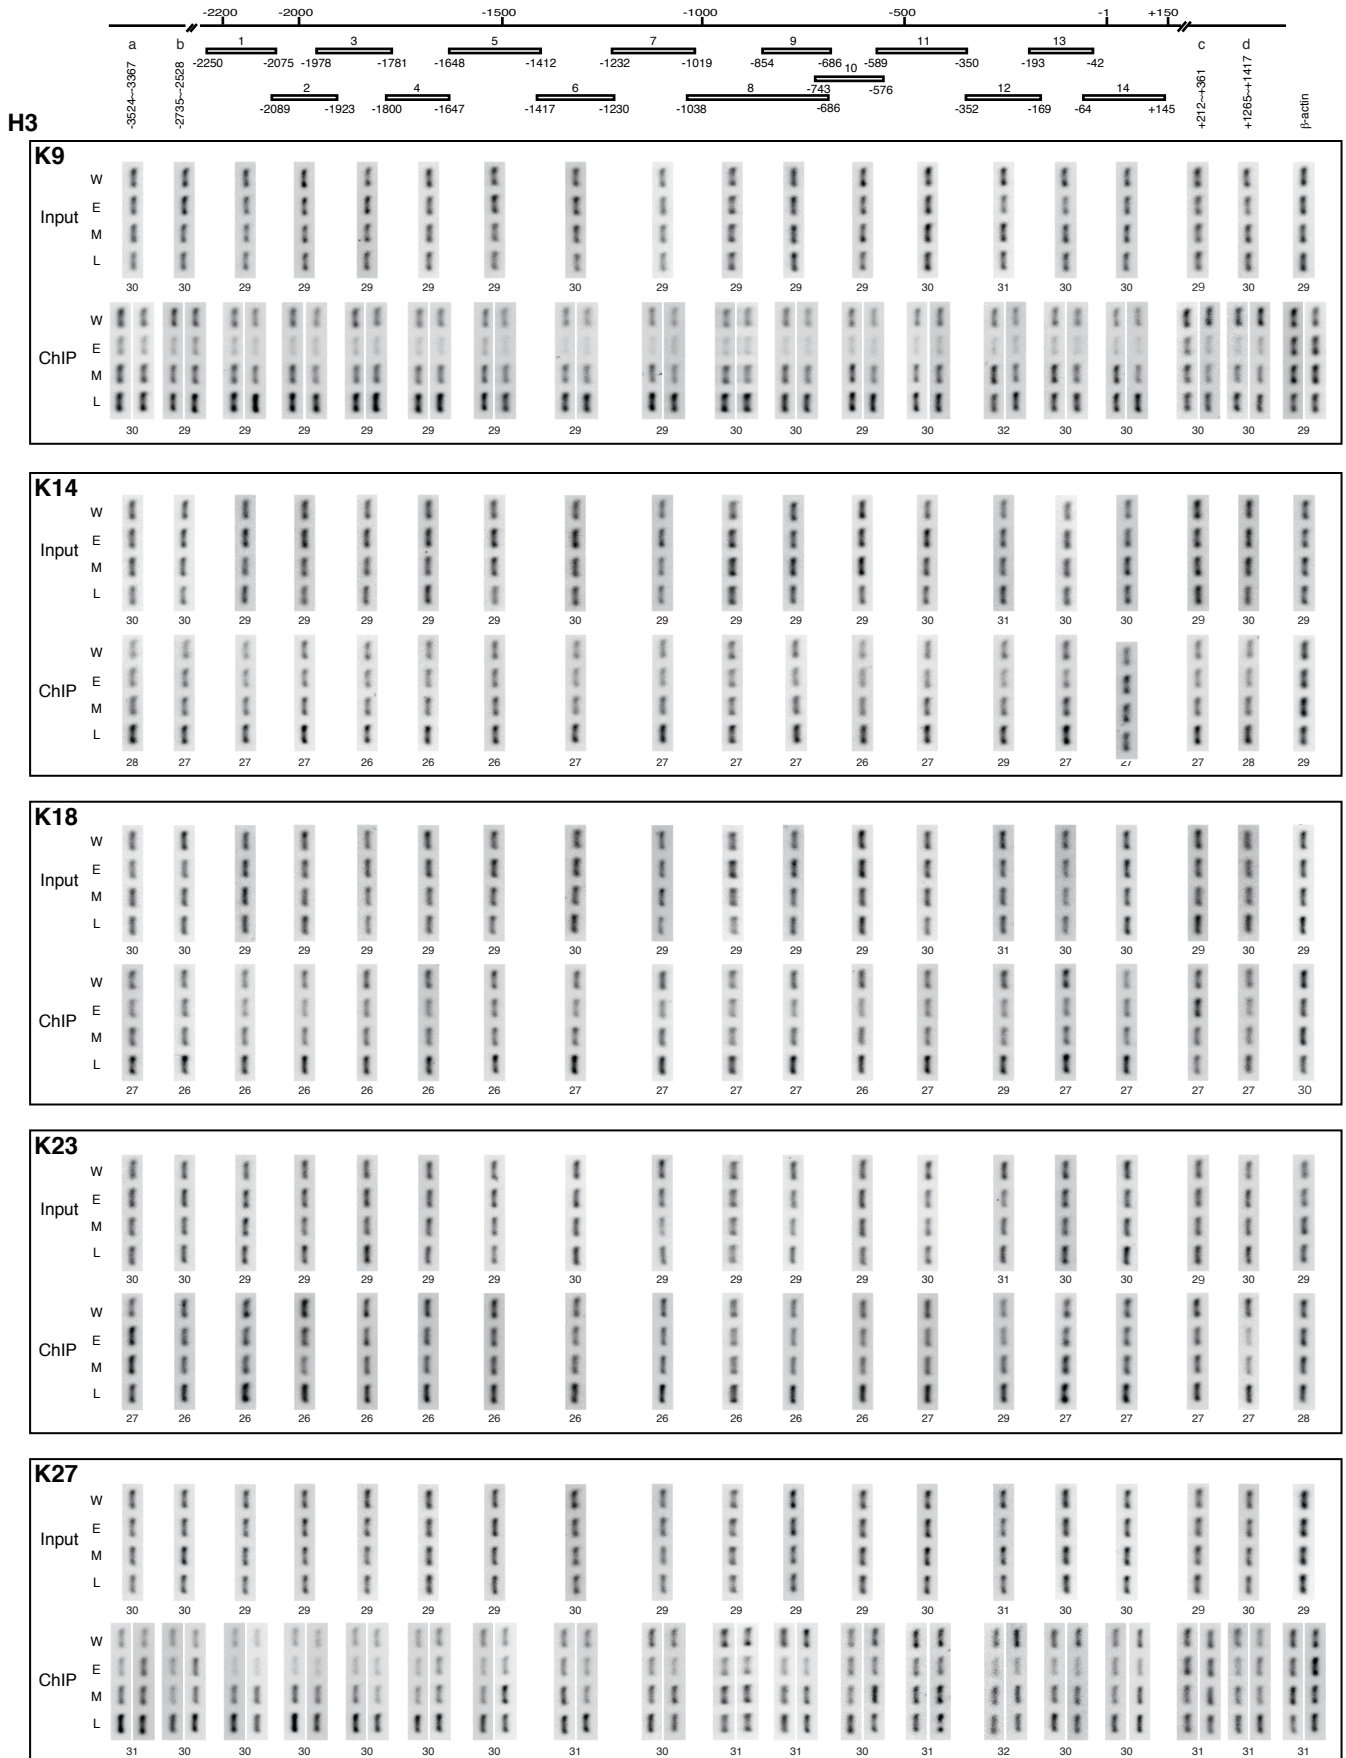 -2200 -2000 -1500 -1000 -500 -1 +150
a b 1 3 5 7 9 11 13 c d
-2250 -2075 -1978 -1781 -1648 -1412 -1232 -1019 -854 -686 -589 -350 -193 -42
10
-743 -576
2 4 6 8 12 14
-2089 -1923 -1800 -1647 -1417 -1230 -1038 -686 -352 -169 -64 +145
-3524~-3367 -2735~-2528 +212~+361 +1265~+1417 β-actin
H3
K9
W
E
Input
M
L
30 29 29 29 29 29 29 30 29 29 29 29 30 31 30 30 29 30 29
W
E
ChIP
M
L
30 29 29 29 29 29 29 29 29 30 30 29 30 32 30 30 30 30 29
K14
W
E
Input
M
L
30 30 29 29 29 29 29 30 29 29 29 29 30 31 30 30 29 30 29
W
E
ChIP
M
L
28 27 27 27 26 26 26 27 27 27 27 26 27 29 27 27 27 28 29
K18
W
E
Input
M
L
30 30 29 29 29 29 29 30 29 29 29 29 30 31 30 30 29 30 29
W
E
ChIP
M
L
27 26 26 26 26 26 26 27 27 27 27 26 27 29 27 27 27 27 30
K23
W
E
Input
M
L
30 30 29 29 29 29 29 30 29 29 29 29 30 31 30 30 29 30 29
W
E
ChIP
M
L
27 26 26 26 26 26 26 26 26 26 26 26 27 29 27 27 27 27 28
K27
W
E
Input
M
L
30 30 29 29 29 29 29 30 29 29 29 29 30 31 30 30 29 30 29
W
E
ChIP
M
L
31 30 30 30 30 30 30 31 30 31 31 30 31 32 30 30 31 31 31